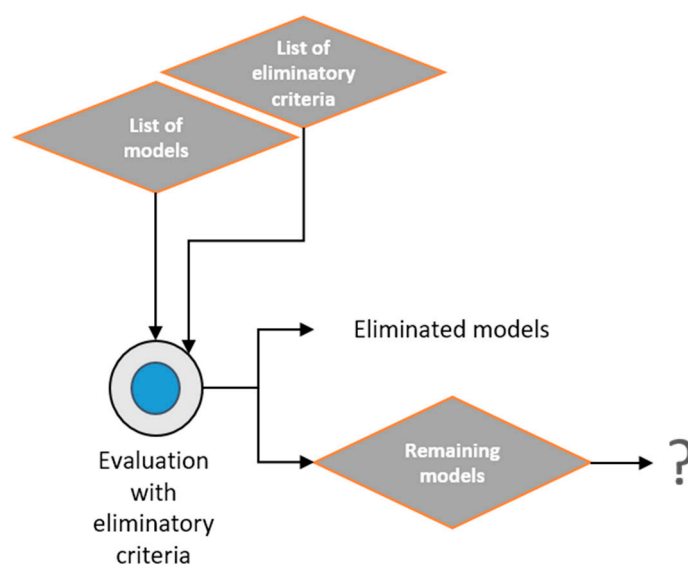 List of
eliminatory
criteria
List of
models
Eliminated models
Remaining
models
?
Evaluation
with
eliminatory
criteria